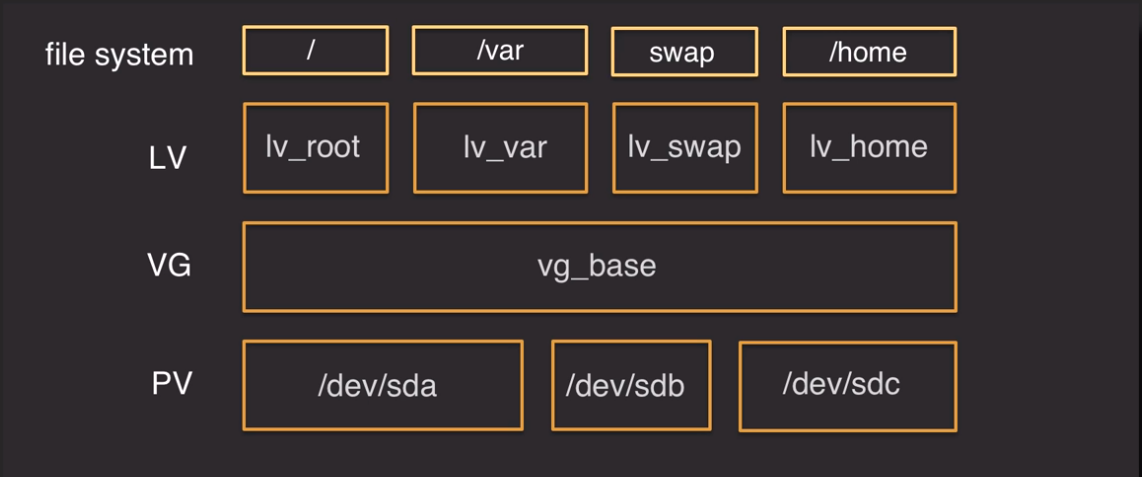 file system / /var swap /home
LV lv_root lv_var lv_swap lv_home
VG vg_base
PV /dev/sda /dev/sdb /dev/sdc